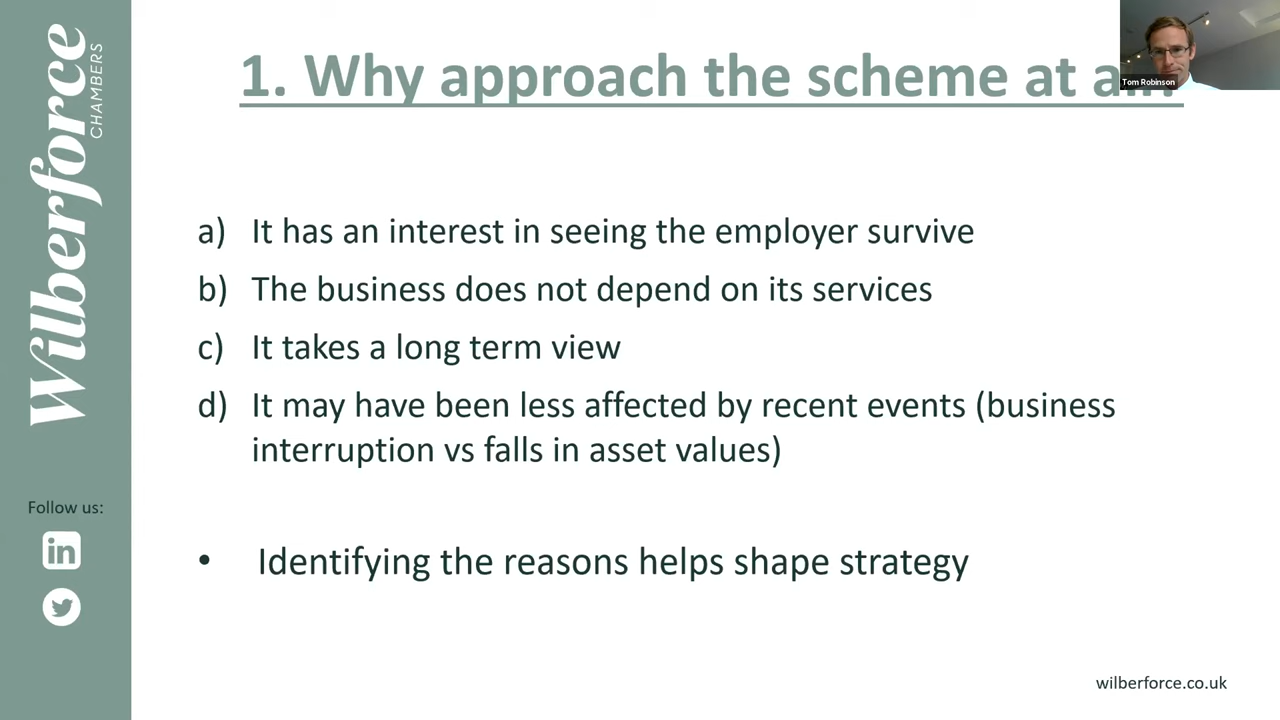 Wilberforce
CHAMBERS
1. Why approach the scheme at
Tom Robinson
a) It has an interest in seeing the employer survive
b) The business does not depend on its services
c) It takes a long term view
d) It may have been less affected by recent events (business
interruption vs falls in asset values)
• Identifying the reasons helps shape strategy
Follow us:
in
wilberforce.co.uk